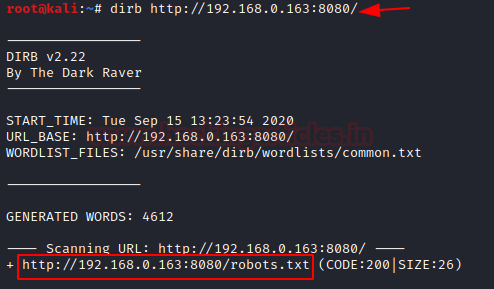 root@kali:~# dirb http://192.168.0.163:8080/
-----------------
DIRB v2.22
By The Dark Raver
-----------------
START_TIME: Tue Sep 15 13:23:54 2020
URL_BASE: http://192.168.0.163:8080/
WORDLIST_FILES: /usr/share/dirb/wordlists/common.txt
-----------------
GENERATED WORDS: 4612
---- Scanning URL: http://192.168.0.163:8080/ ----
+ http://192.168.0.163:8080/robots.txt (CODE:200|SIZE:26)